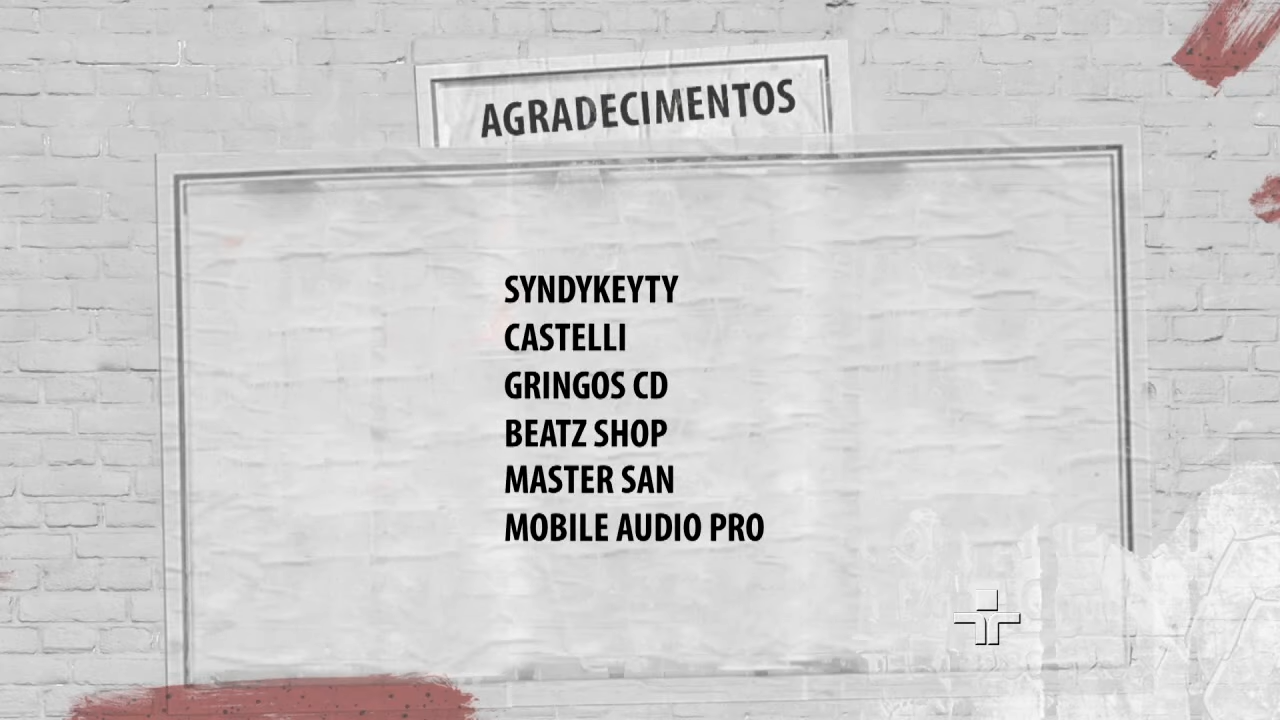 AGRADECIMENTOS
SYNDYKEYTY
CASTELLI
GRINGOS CD
BEATZ SHOP
MASTER SAN
MOBILE AUDIO PRO